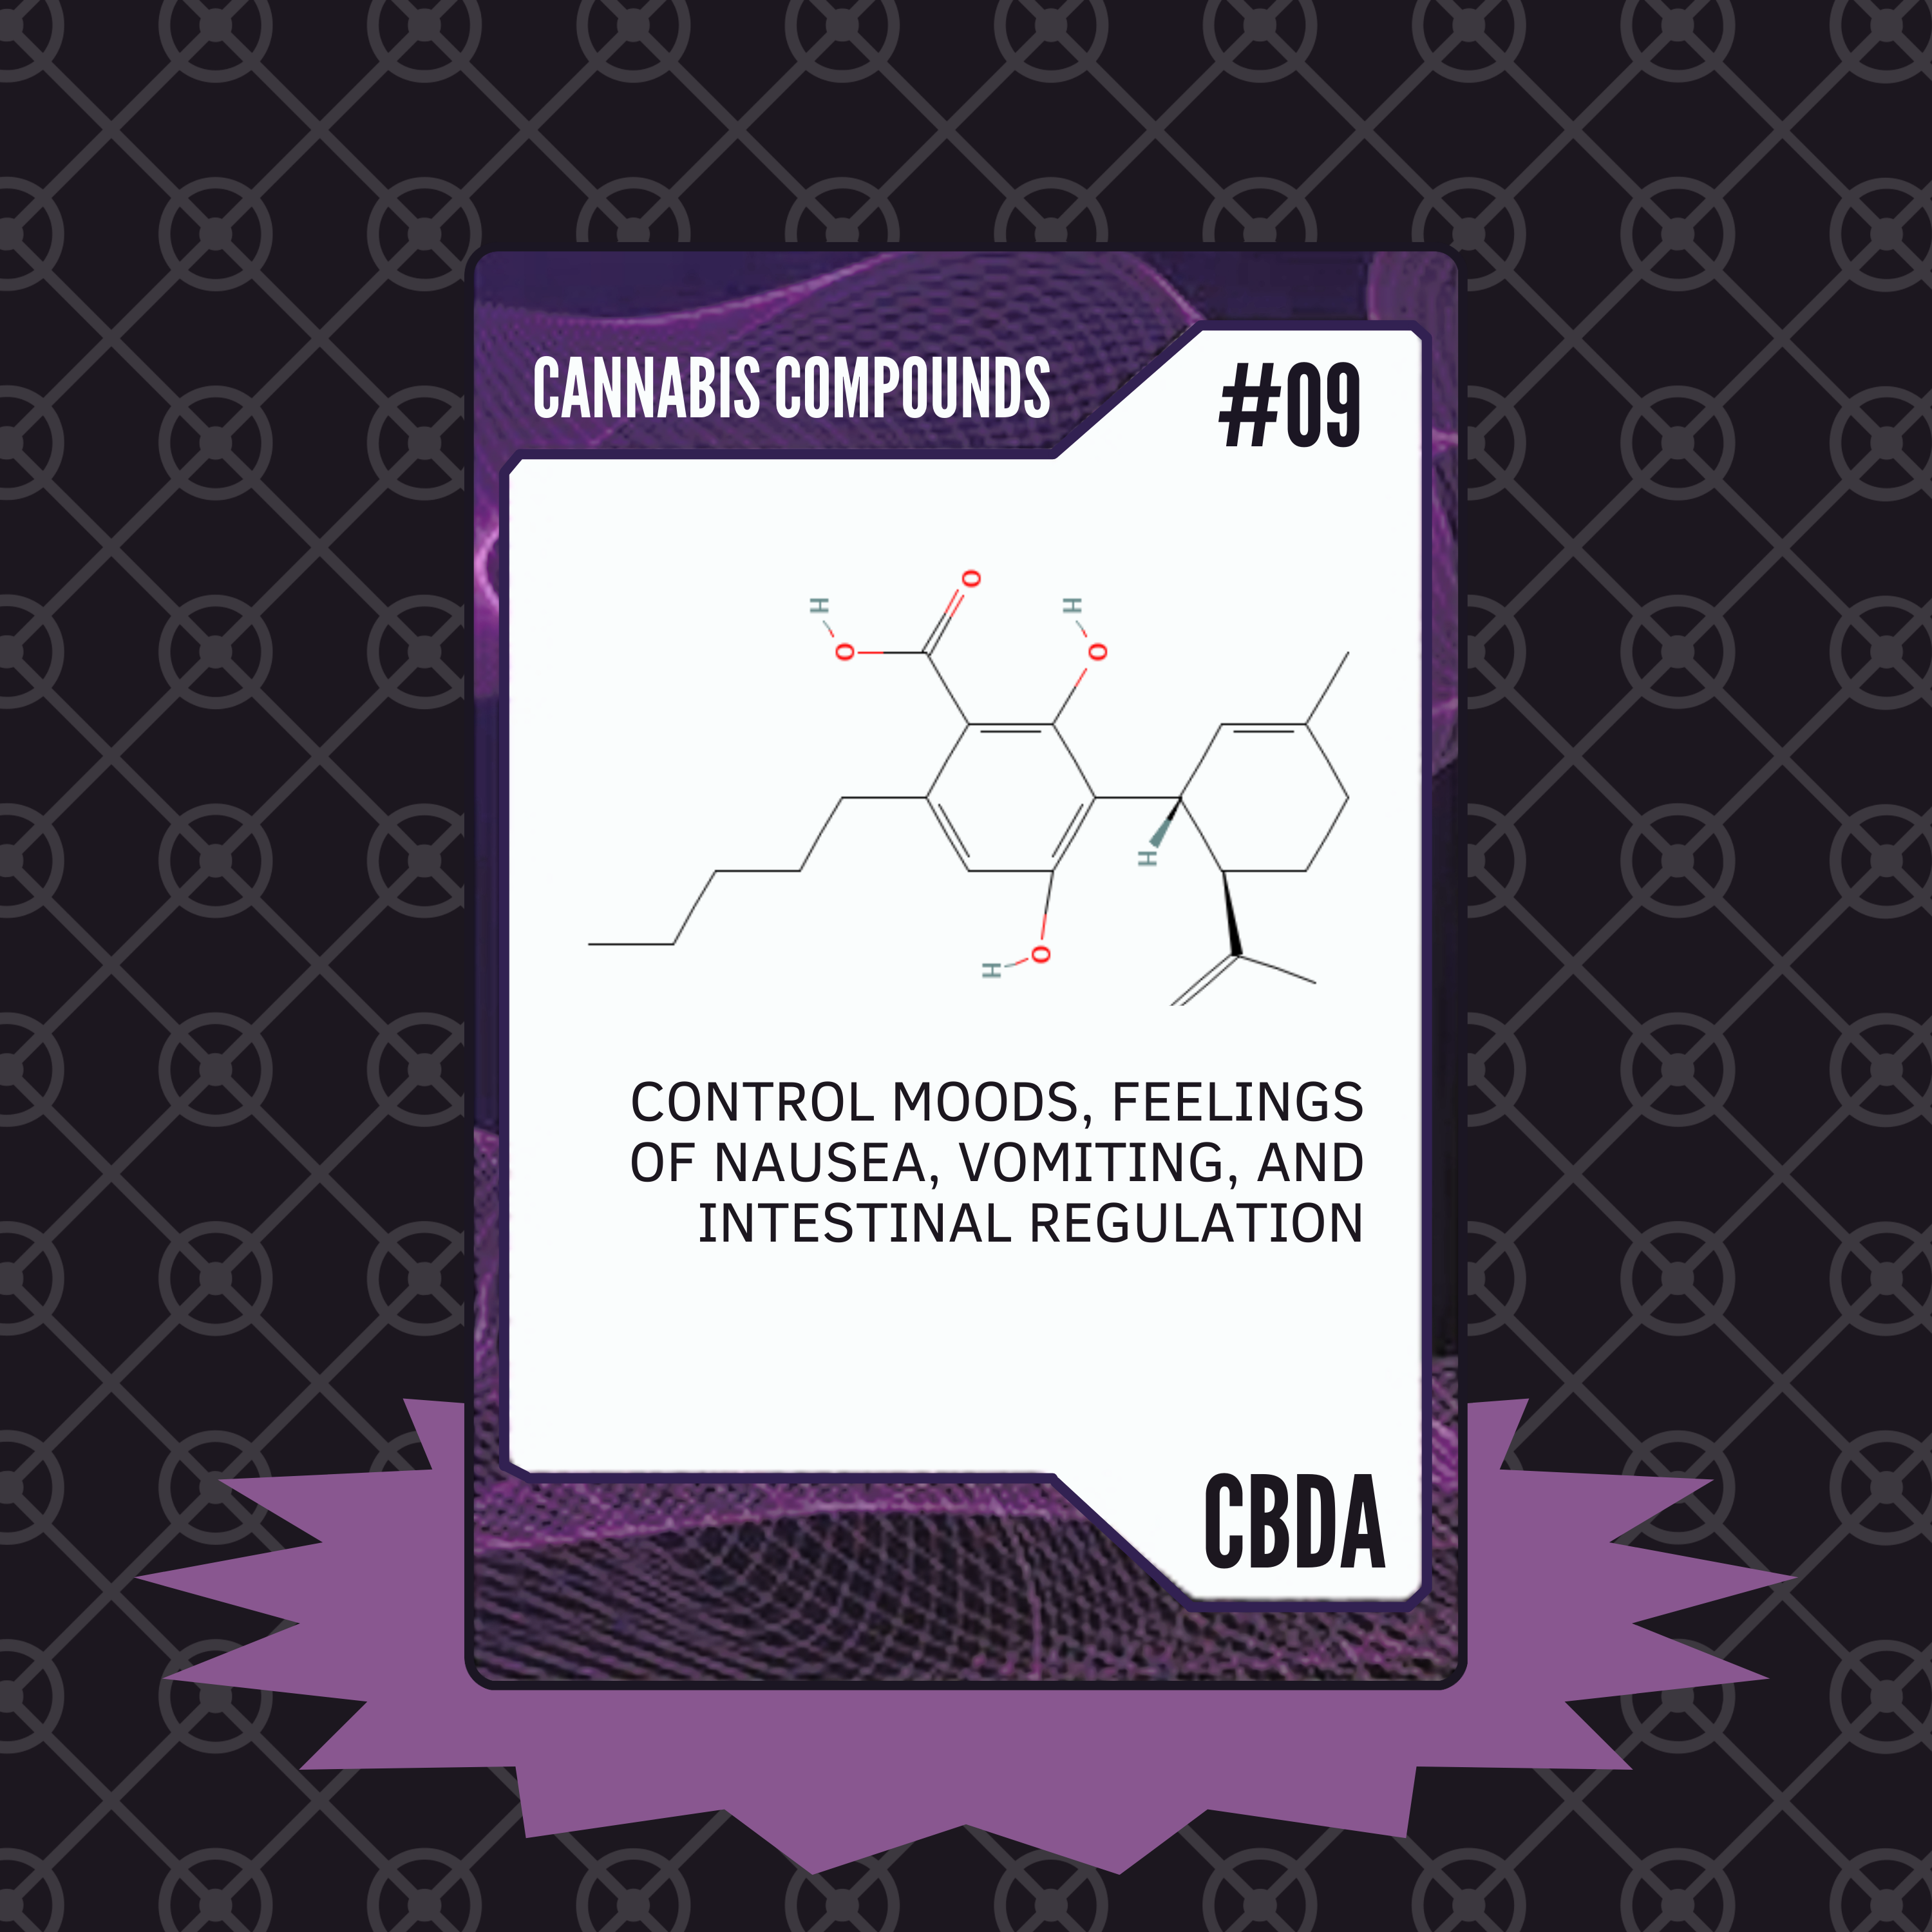 CANNABIS COMPOUNDS
#09
O
H
H
O
O
H
O
H
CONTROL MOODS, FEELINGS
OF NAUSEA, VOMITING, AND
INTESTINAL REGULATION
CBDA